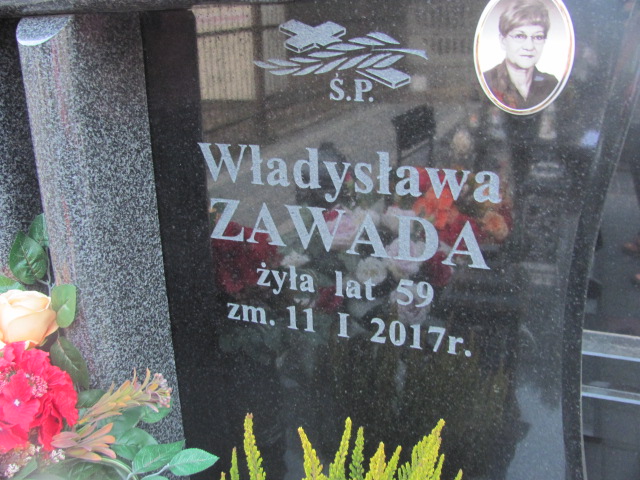 Ś.P.
Władysława
ZAWADA
żyła lat 59
zm. 11 I 2017r.